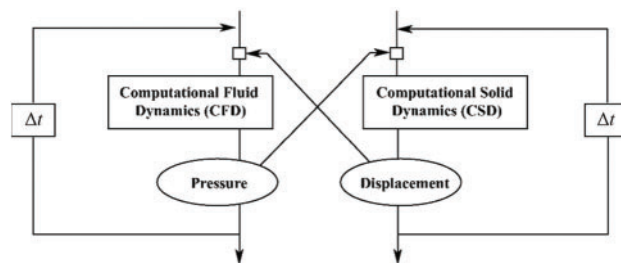 Computational Fluid
Dynamics (CFD)
Computational Solid
Dynamics (CSD)
Δt
Δt
Pressure
Displacement